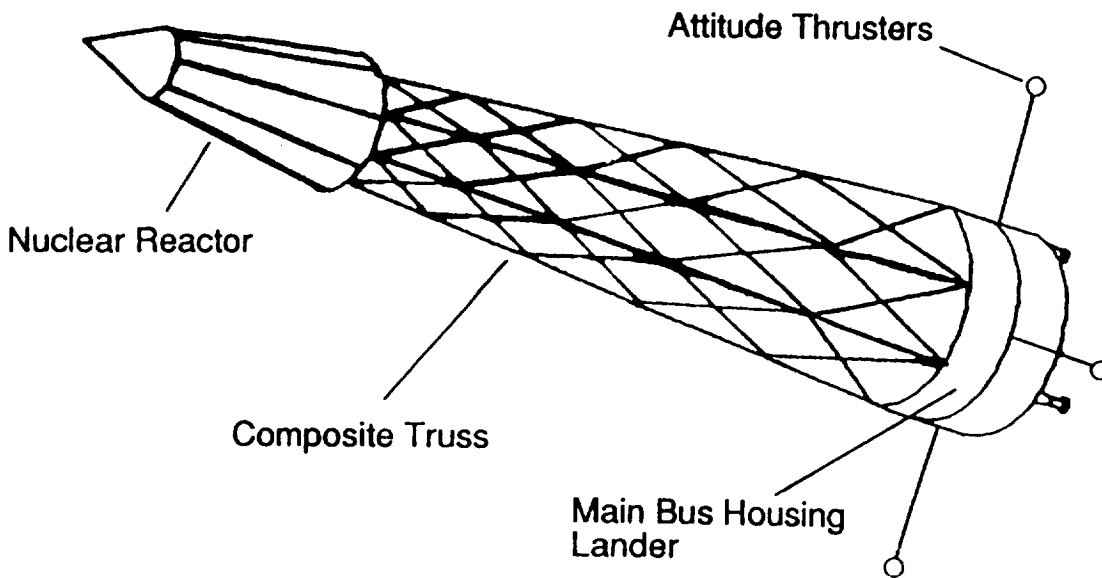 Attitude Thrusters
Nuclear Reactor
Composite Truss
Main Bus Housing
Lander